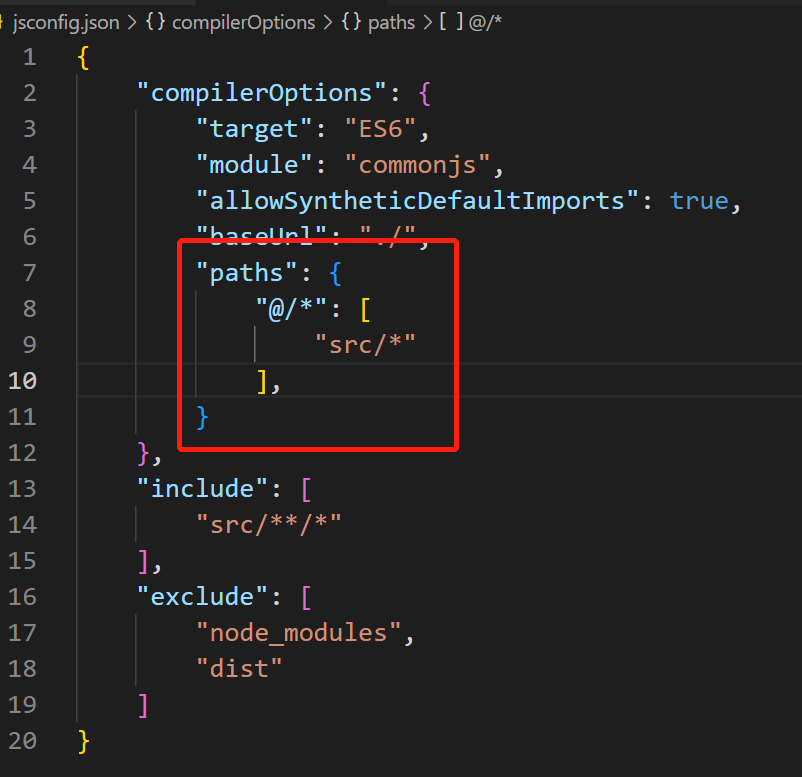 jsconfig.json > {} compilerOptions > {} paths > [ ] @/*
1 {
2 "compilerOptions": {
3 "target": "ES6",
4 "module": "commonjs",
5 "allowSyntheticDefaultImports": true,
6 "baseUrl": "./",
7 "paths": {
8 "@/*": [
9 "src/*"
10 ],
11 }
12 },
13 "include": [
14 "src/**/*"
15 ],
16 "exclude": [
17 "node_modules",
18 "dist"
19 ]
20 }